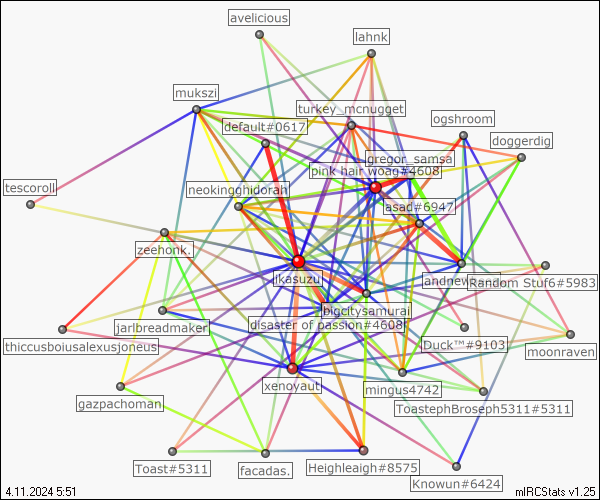 avelicious
lahnk
mukszi
turkey_mcnugget
ogshroom
default#0617
doggerdig
gregor_samsa
pink hair woag#4608
tescoroll
neokingghidorah
asad#6947
zeehonk.
ikasuzu
Random Stuf6#5983
bigcitysamurai
jarlbreadmaker
disaster of passion#4608
thiccusboiusalexusjoneus
Duck™#9103
moonraven
xenoyaut
mingus4742
gazpachoman
ToastephBroseph5311#5311
Toast#5311
facadas.
Heighleaigh#8575
Knowun#6424
4.11.2024 5:51
mIRCStats v1.25